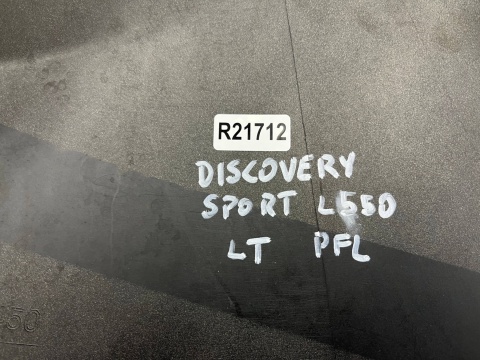 R21712
DISCOVERY
SPORT L550
LT PFL